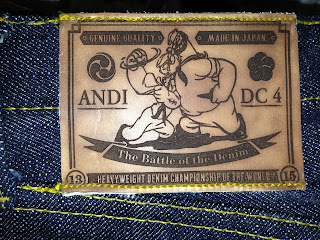 GENUINE QUALITY MADE IN JAPAN
ANDI DC 4
The Battle of the Denim
13 HEAVYWEIGHT DENIM CHAMPIONSHIP OF THE WORLD 15